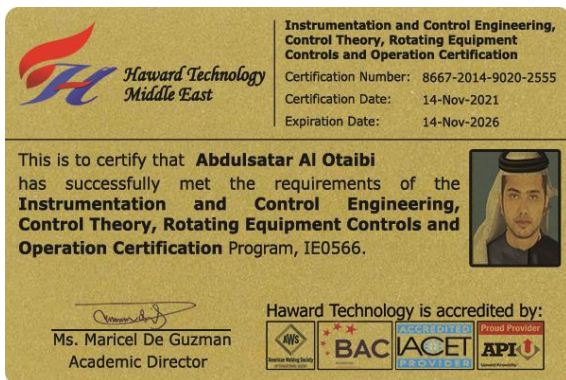 Haward Technology
Middle East
Instrumentation and Control Engineering,
Control Theory, Rotating Equipment
Controls and Operation Certification
Certification Number: 8667-2014-9020-2555
Certification Date: 14-Nov-2021
Expiration Date: 14-Nov-2026
This is to certify that Abdulsatar Al Otaibi
has successfully met the requirements of the
Instrumentation and Control Engineering,
Control Theory, Rotating Equipment Controls and
Operation Certification Program, IE0566.
Ms. Maricel De Guzman
Academic Director
Haward Technology is accredited by:
AWS
American Welding Society
BAC
ACCREDITED
IACET
PROVIDER
Proud Provider
API